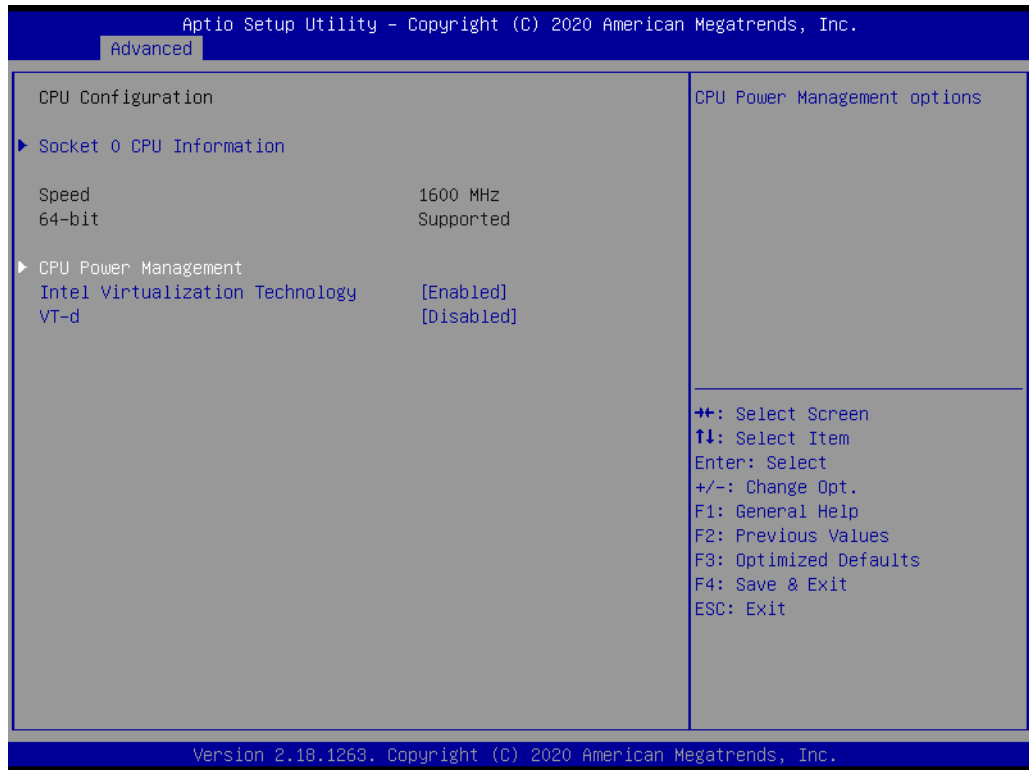 Aptio Setup Utility – Copyright (C) 2020 American Megatrends, Inc.
Advanced
CPU Configuration
Socket 0 CPU Information
Speed 1600 MHz
64-bit Supported
CPU Power Management
Intel Virtualization Technology [Enabled]
VT-d [Disabled]
CPU Power Management options
→←: Select Screen
↑↓: Select Item
Enter: Select
+/-: Change Opt.
F1: General Help
F2: Previous Values
F3: Optimized Defaults
F4: Save & Exit
ESC: Exit
Version 2.18.1263. Copyright (C) 2020 American Megatrends, Inc.